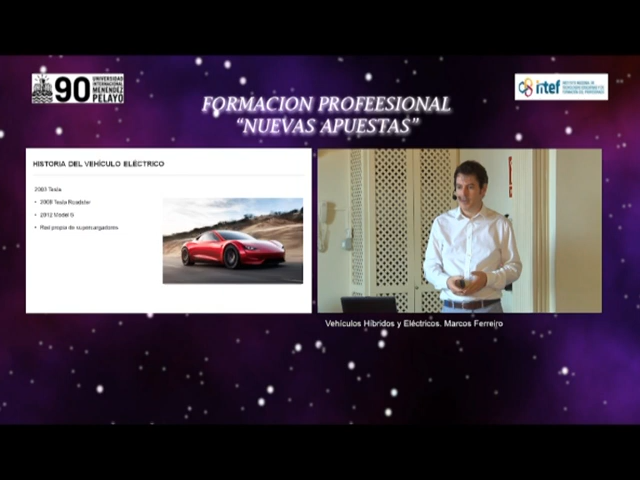 90
UNIVERSIDAD
INTERNACIONAL
MENÉNDEZ
PELAYO
intef
FORMACION PROFEESIONAL
“NUEVAS APUESTAS”
HISTORIA DEL VEHÍCULO ELÉCTRICO
2003 Tesla
• 2008 Tesla Roadster
• 2012 Model S
• Red propia de supercargadores
Vehículos Híbridos y Eléctricos. Marcos Ferreiro